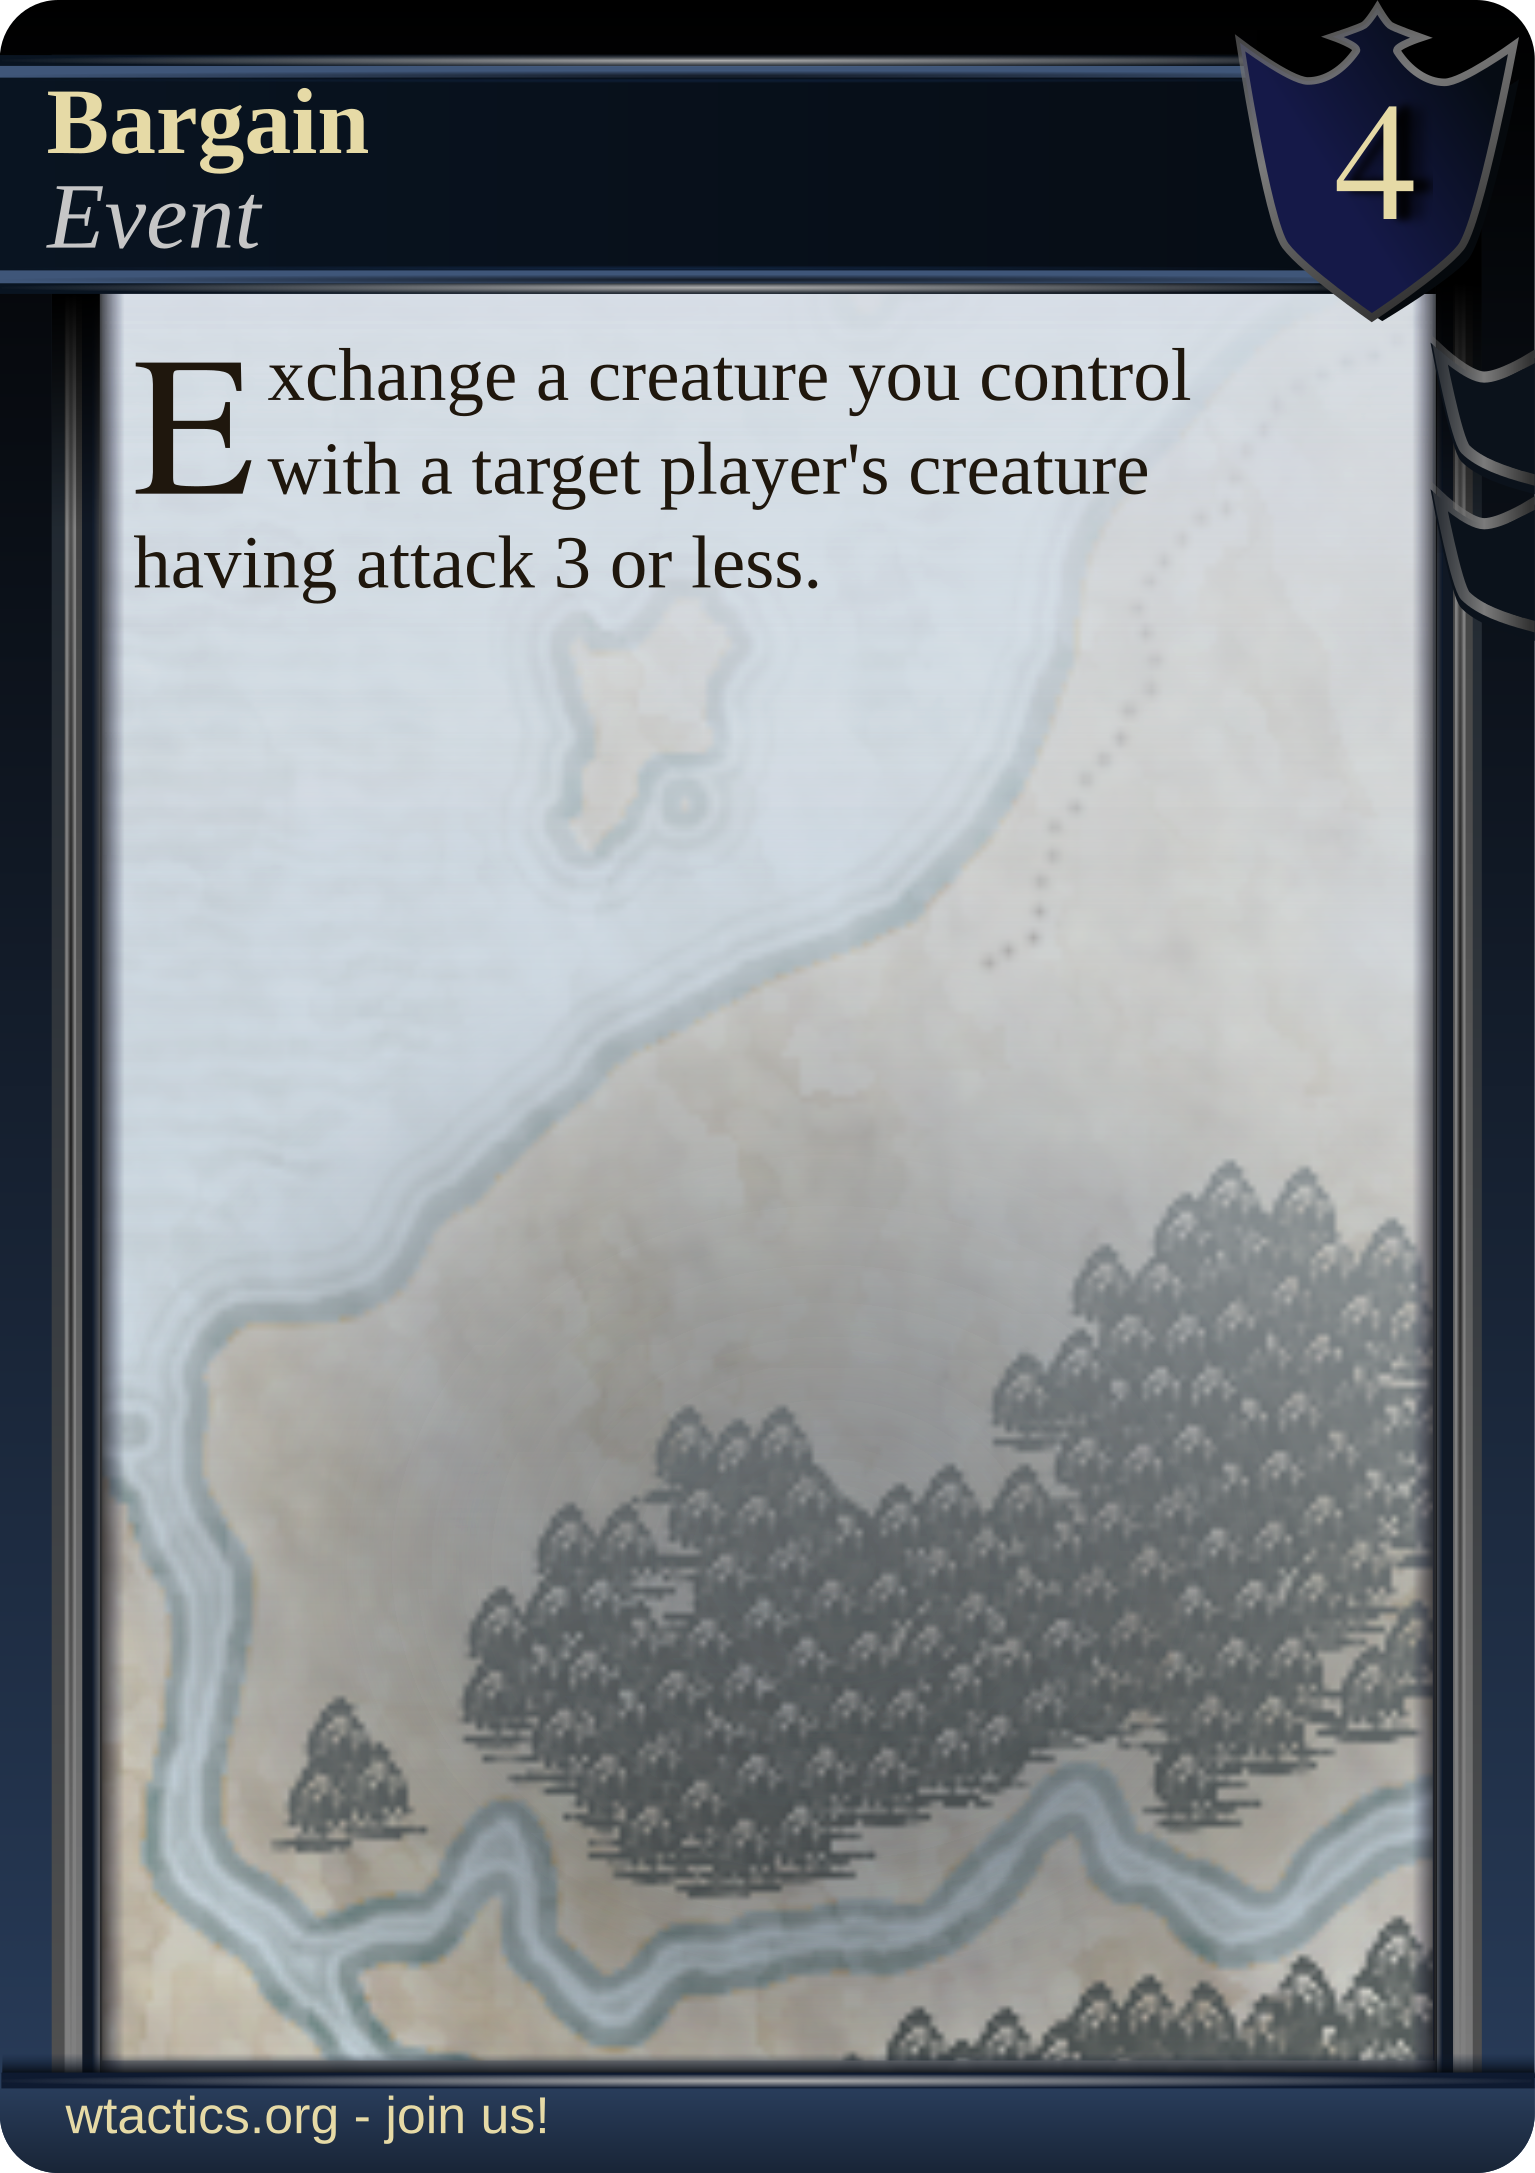 Bargain
4
Event
Exchange a creature you control
with a target player's creature
having attack 3 or less.
wtactics.org - join us!